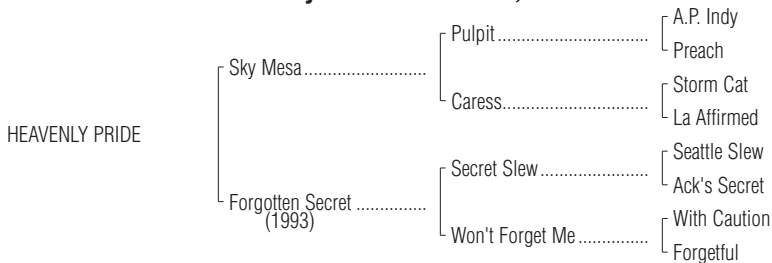 A.P. Indy
Pulpit
Preach
Sky Mesa
Storm Cat
Caress
La Affirmed
HEAVENLY PRIDE
Seattle Slew
Secret Slew
Ack's Secret
Forgotten Secret
(1993)
With Caution
Won't Forget Me
Forgetful